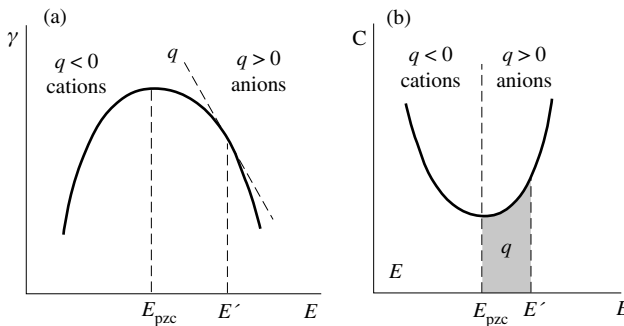 (a)
γ
q < 0
cations
q
q > 0
anions
E_pzc
E´
E
(b)
C
q < 0
cations
q > 0
anions
E
q
E_pzc
E´
E